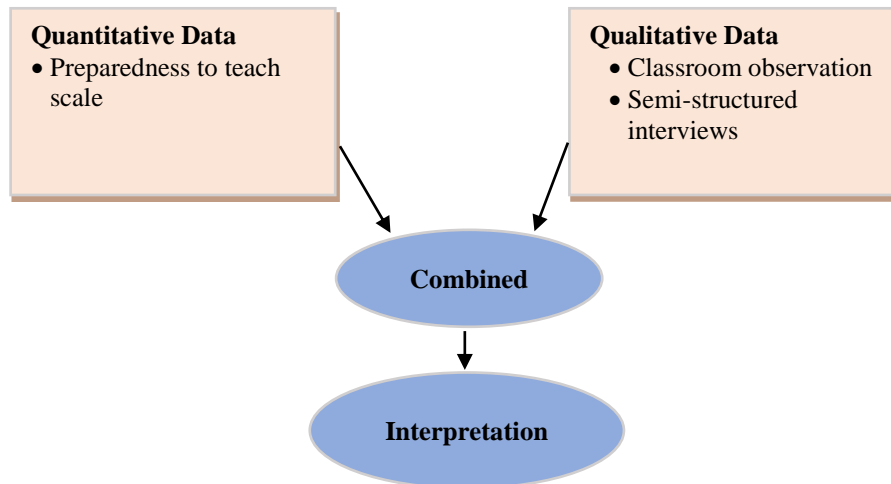 Quantitative Data
• Preparedness to teach
scale
Qualitative Data
• Classroom observation
• Semi-structured
interviews
Combined
Interpretation